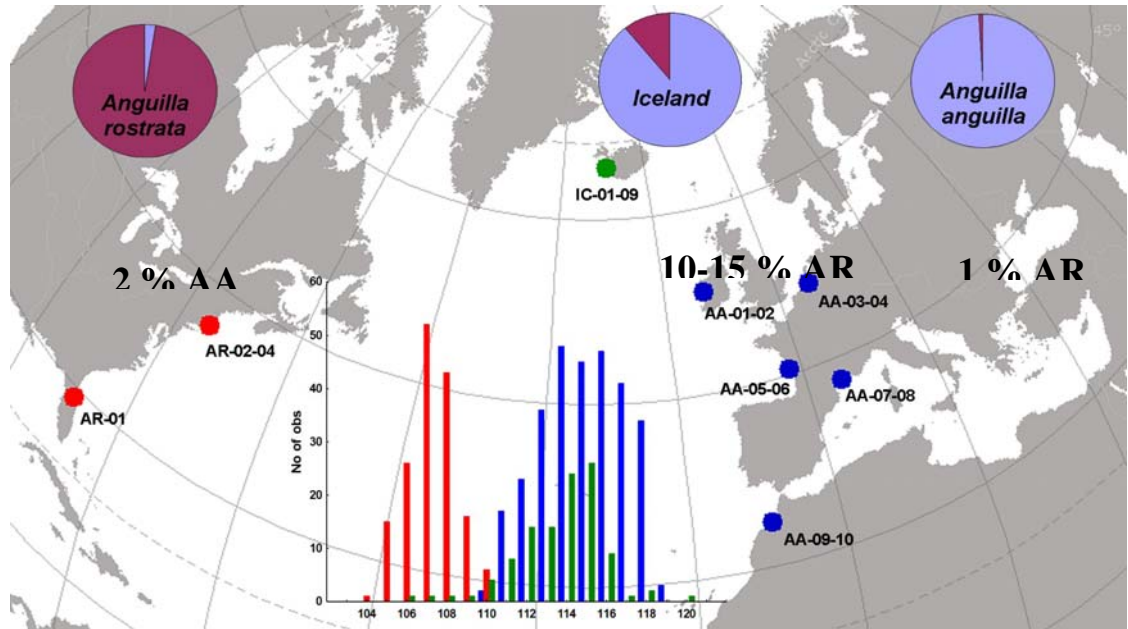 Anguilla
rostrata
Iceland
Anguilla
anguilla
45°
Arctic
IC-01-09
2 % AA
10-15 % AR
1 % AR
AR-02-04
AR-01
AA-01-02
AA-03-04
AA-05-06
AA-07-08
AA-09-10
No of obs
60
50
40
30
20
10
0
104 106 108 110 112 114 116 118 120